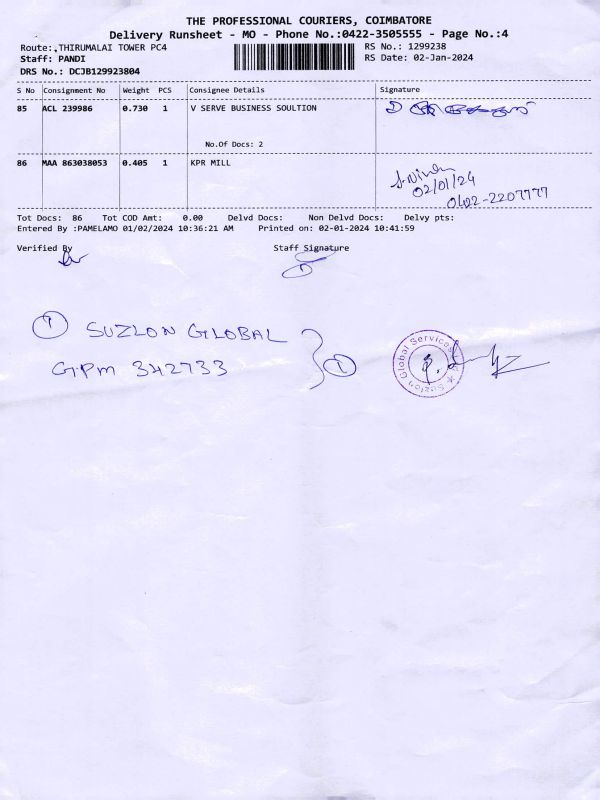 THE PROFESSIONAL COURIERS, COIMBATORE
Delivery Runsheet - MO - Phone No.:0422-3505555 - Page No.:4
Route:,THIRUMALAI TOWER PC4
RS No.: 1299238
Staff: PANDI
RS Date: 02-Jan-2024
DRS No.: DCJB129923804
S No Consignment No Weight PCS Consignee Details Signature
85 ACL 239986 0.730 1 V SERVE BUSINESS SOULTION
No.Of Docs: 2
86 MAA 863038053 0.405 1 KPR MILL
02/01/24
0422-2207777
Tot Docs: 86 Tot COD Amt: 0.00 Delvd Docs: Non Delvd Docs: Delvy pts:
Entered By :PAMELAMO 01/02/2024 10:36:21 AM Printed on: 02-01-2024 10:41:59
Verified By Staff Signature
SUZLON GLOBAL
GPM 342733
Suzlon Global Services